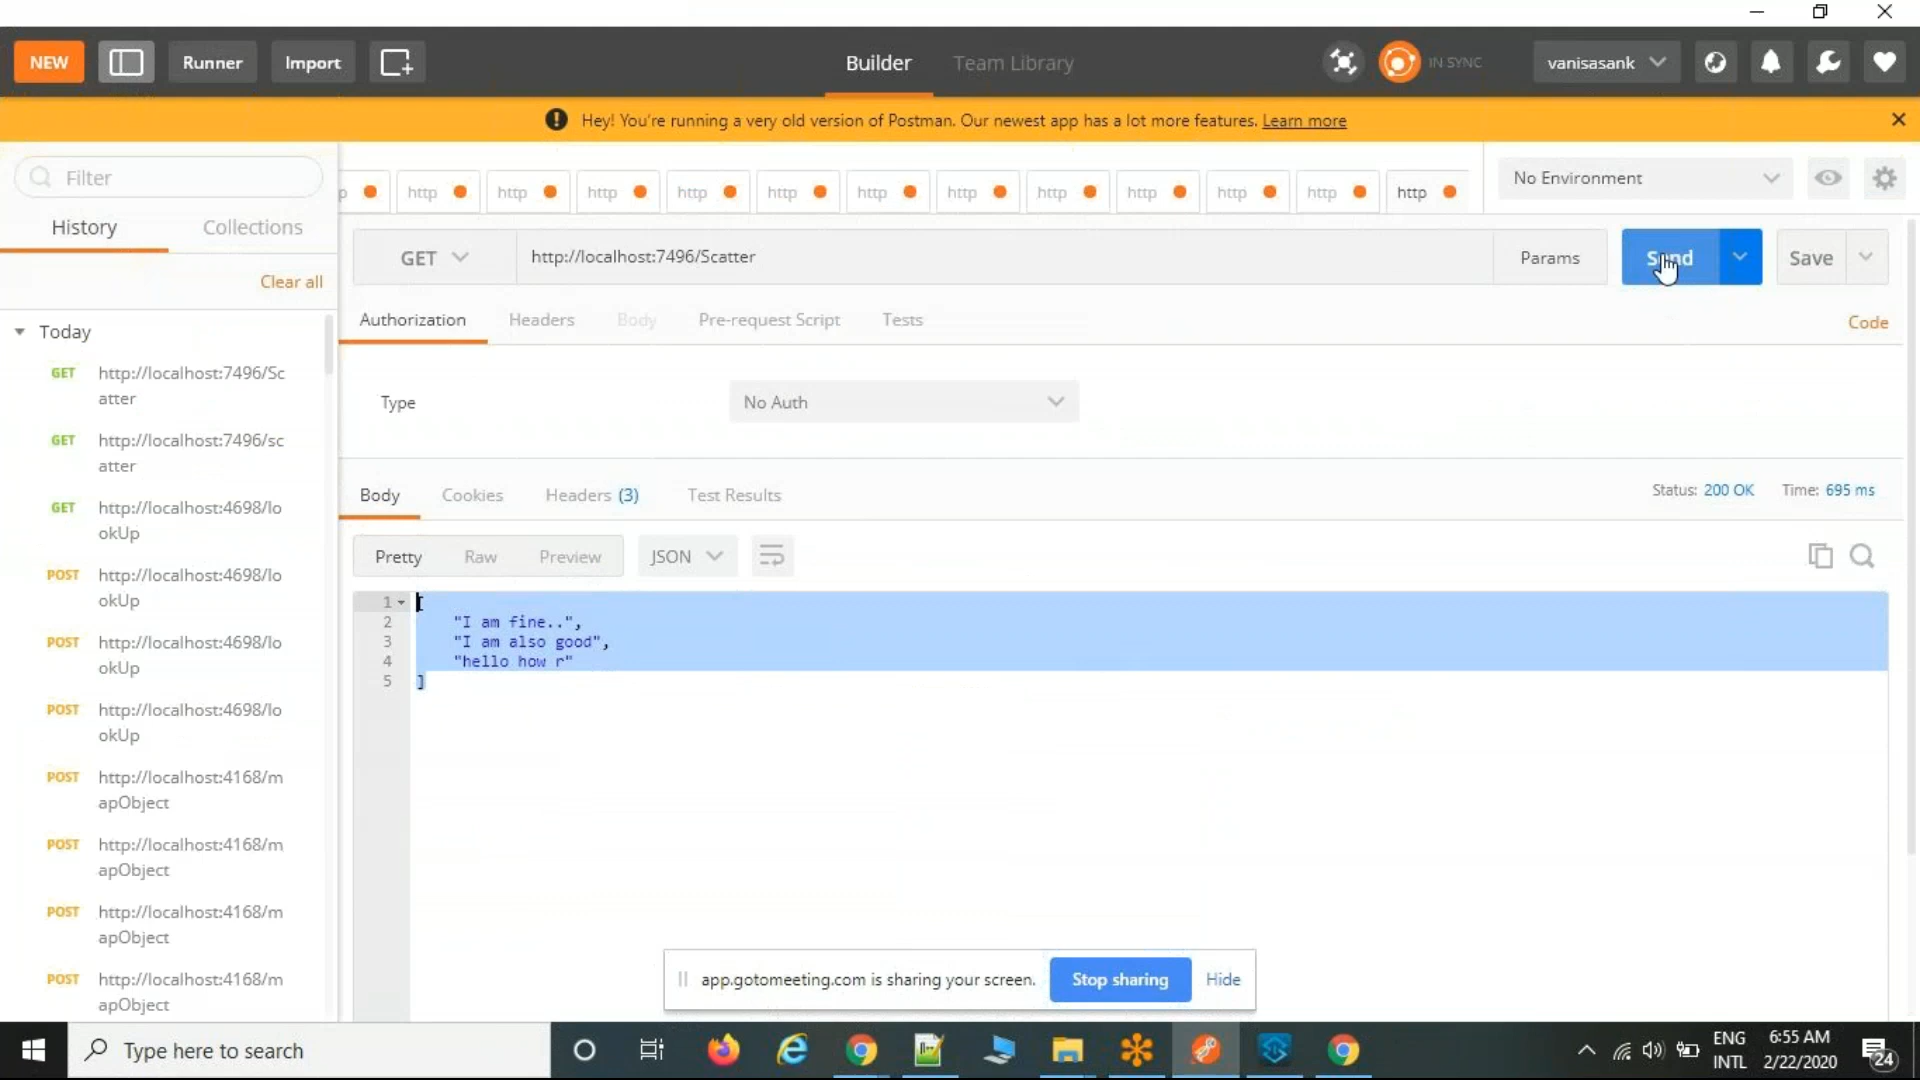 NEW
Runner
Import
Builder
Team Library
IN SYNC
vanisasank
Hey! You're running a very old version of Postman. Our newest app has a lot more features. Learn more
Filter
p http http http http http http http http http http http http
No Environment
History
Collections
GET
http://localhost:7496/Scatter
Params
Send
Save
Clear all
Authorization
Headers
Body
Pre-request Script
Tests
Code
Today
GET http://localhost:7496/Sc
atter
GET http://localhost:7496/sc
atter
GET http://localhost:4698/lo
okUp
POST http://localhost:4698/lo
okUp
POST http://localhost:4698/lo
okUp
POST http://localhost:4698/lo
okUp
POST http://localhost:4168/m
apObject
POST http://localhost:4168/m
apObject
POST http://localhost:4168/m
apObject
POST http://localhost:4168/m
apObject
Type
No Auth
Body
Cookies
Headers (3)
Test Results
Status: 200 OK
Time: 695 ms
Pretty
Raw
Preview
JSON
1 [
2 "I am fine..",
3 "I am also good",
4 "hello how r"
5 ]
app.gotomeeting.com is sharing your screen.
Stop sharing
Hide
Type here to search
ENG
INTL
6:55 AM
2/22/2020
24